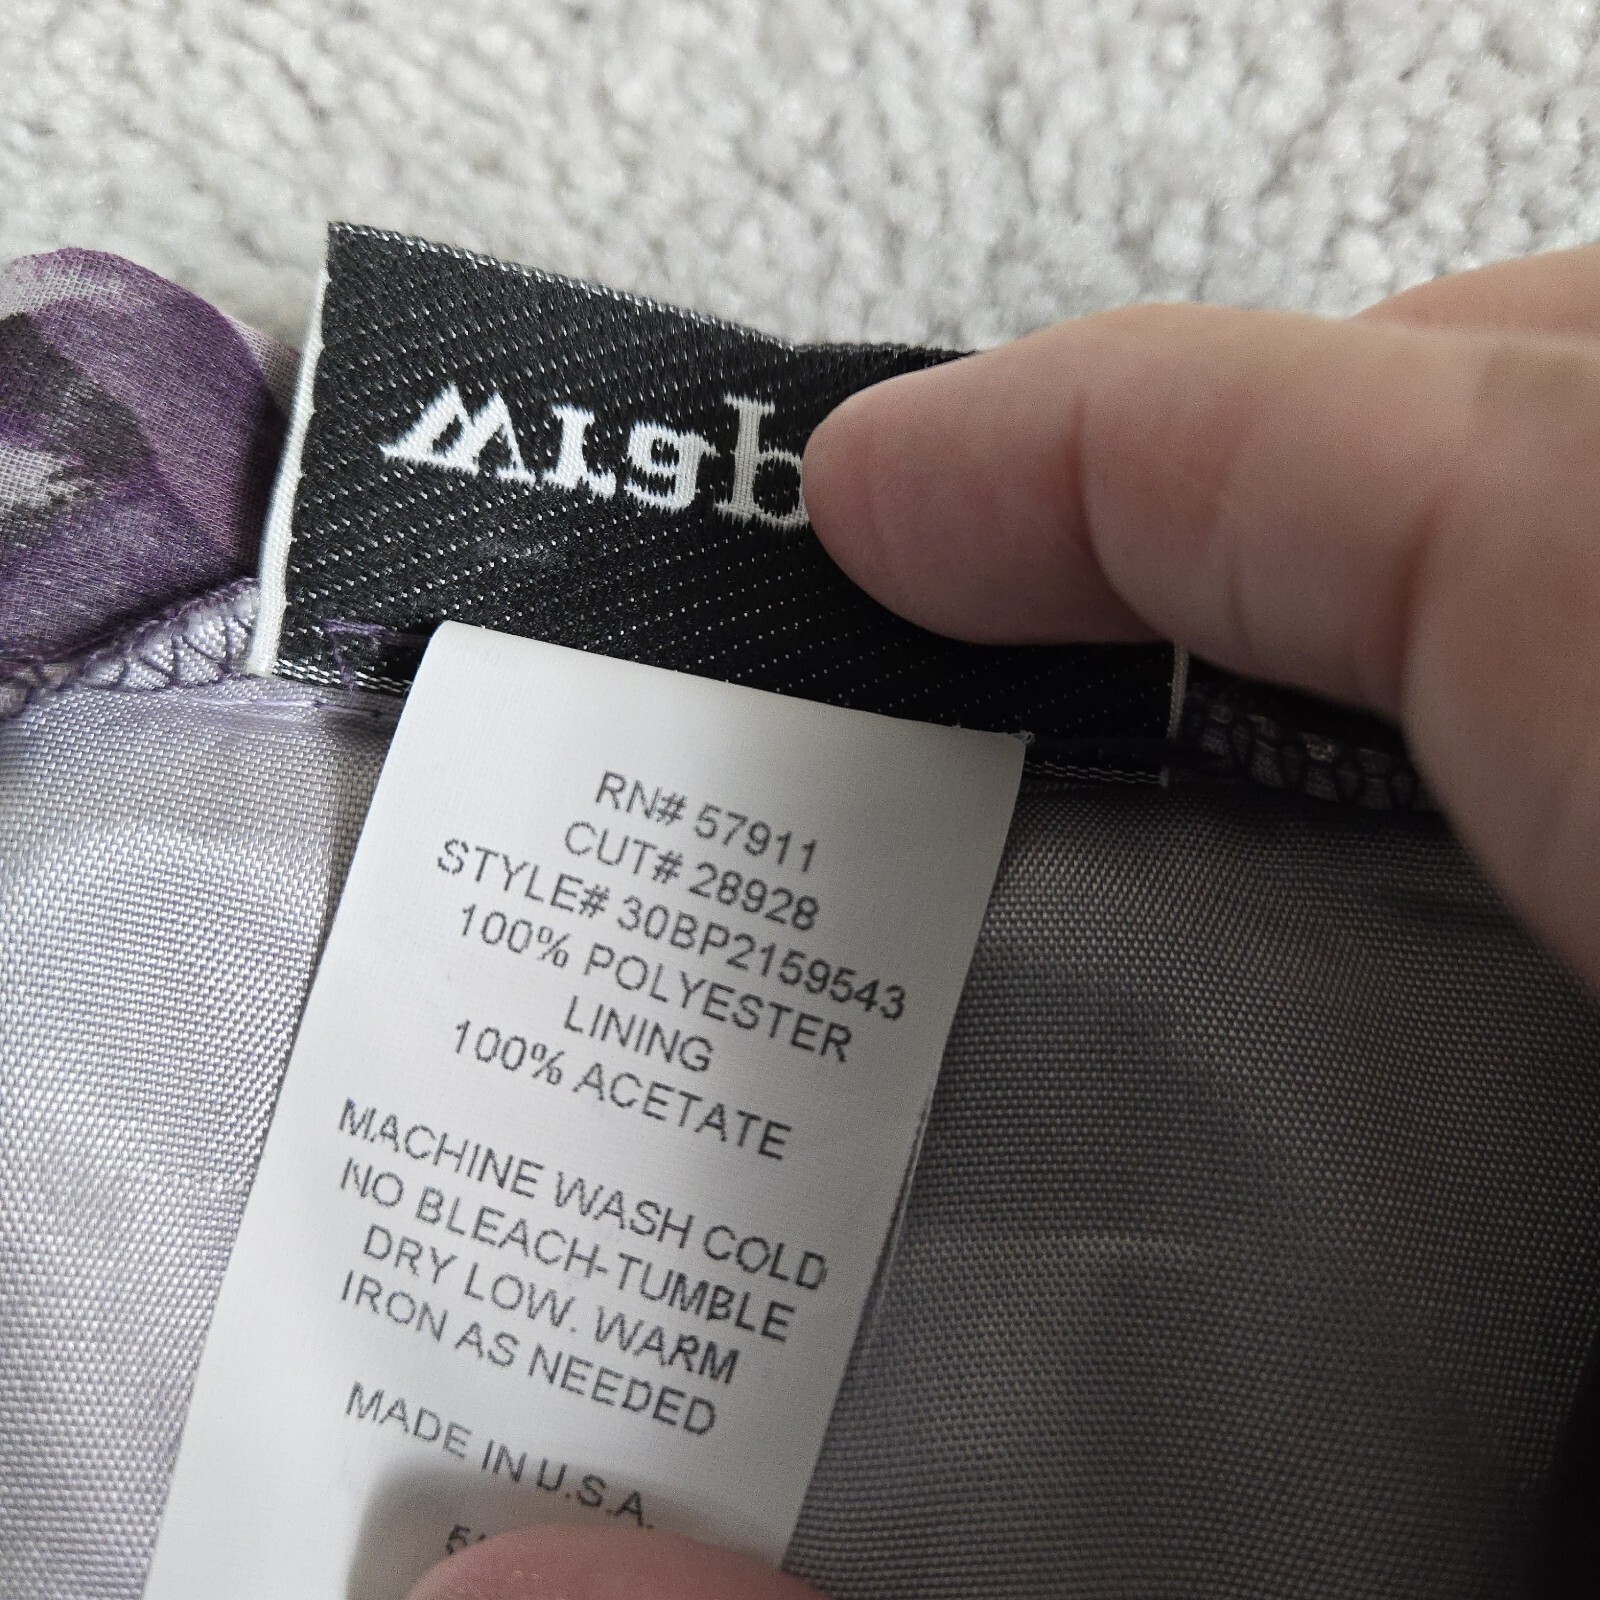 RN# 57911
CUT# 28928
STYLE# 30BP2159543
100% POLYESTER
LINING
100% ACETATE
MACHINE WASH COLD
NO BLEACH-TUMBLE
DRY LOW. WARM
IRON AS NEEDED
MADE IN U.S.A.